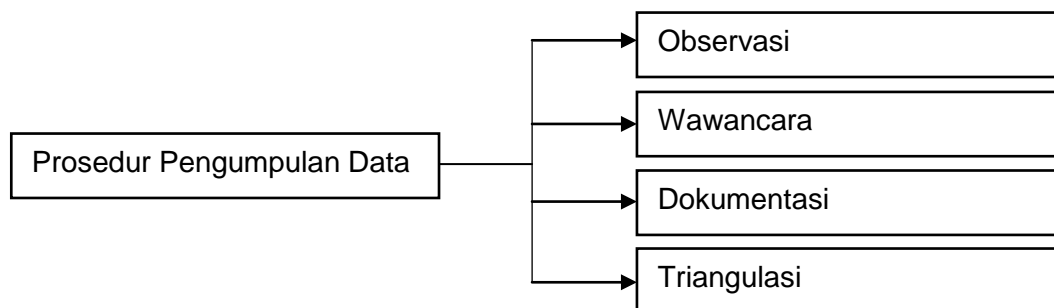 Prosedur Pengumpulan Data
Observasi
Wawancara
Dokumentasi
Triangulasi